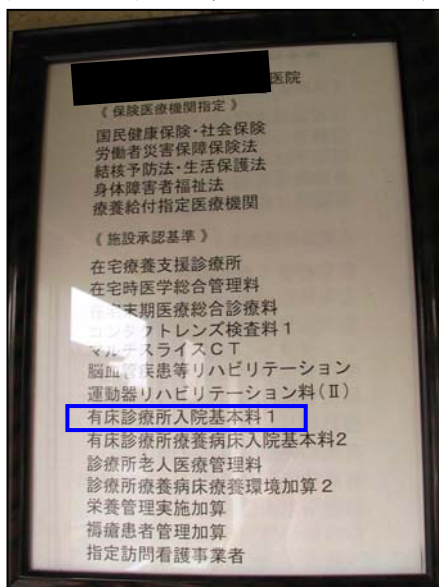 医院
《 保険医療機関指定 》
国民健康保険・社会保険
労働者災害保障保険法
結核予防法・生活保護法
身体障害者福祉法
療養給付指定医療機関
《 施設承認基準 》
在宅療養支援診療所
在宅時医学総合管理料
在宅末期医療総合診療料
コンタクトレンズ検査料1
マルチスライスCT
脳血管疾患等リハビリテーション
運動器リハビリテーション料(Ⅱ)
有床診療所入院基本料1
有床診療所療養病床入院基本料2
診療所老人医療管理料
診療所療養病床療養環境加算2
栄養管理実施加算
褥瘡患者管理加算
指定訪問看護事業者